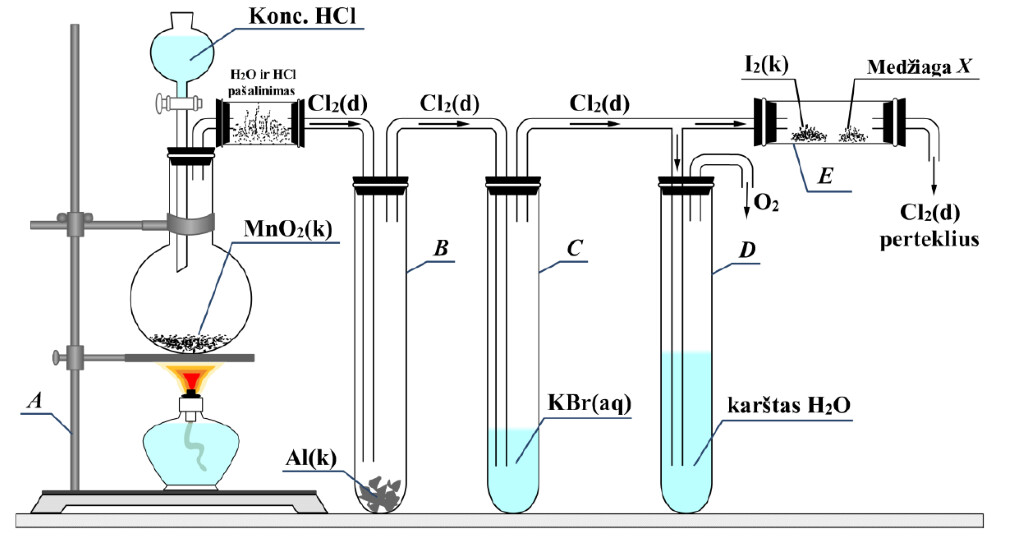 Konc. HCl
H₂O ir HCl
pašalinimas
Cl₂(d)
Cl₂(d)
Cl₂(d)
I₂(k)
Medžiaga X
E
O₂
Cl₂(d)
perteklius
MnO₂(k)
B
C
D
A
KBr(aq)
karštas H₂O
Al(k)